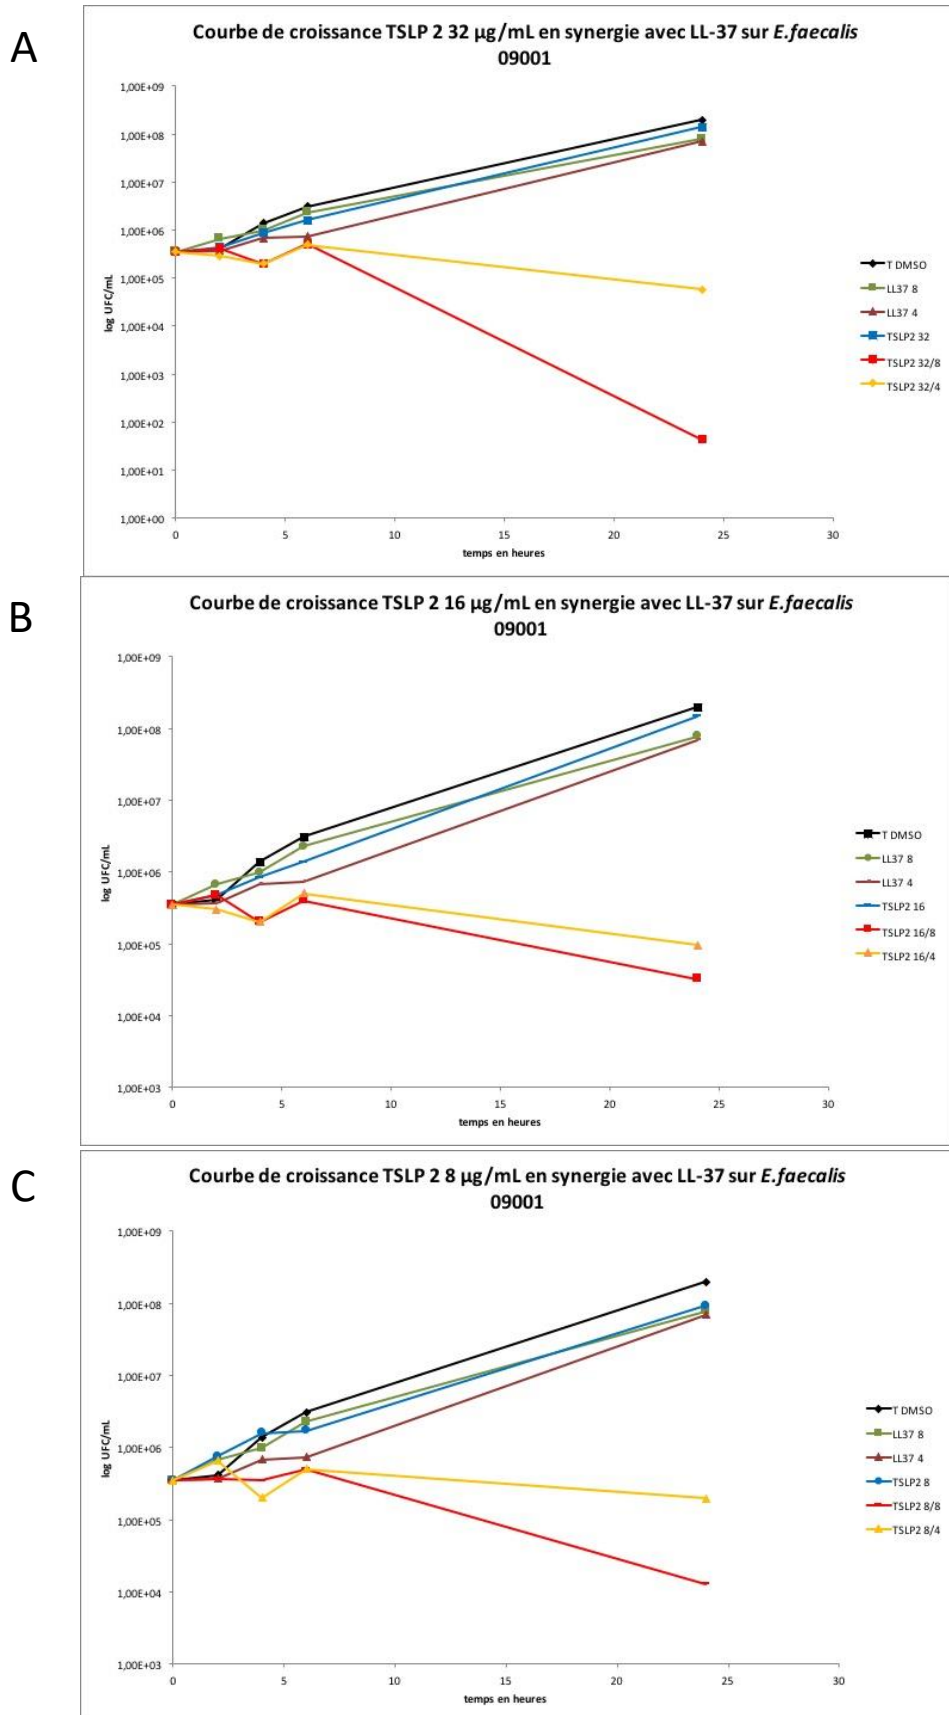 A
Courbe de croissance TSLP 2 32 µg/mL en synergie avec LL-37 sur E.faecalis
09001
1,00E+09
1,00E+08
1,00E+07
1,00E+06
1,00E+05
1,00E+04
1,00E+03
1,00E+02
1,00E+01
1,00E+00
log UFC/mL
0 5 10 15 20 25 30
temps en heures
T DMSO
LL37 8
LL37 4
TSLP2 32
TSLP2 32/8
TSLP2 32/4
B
Courbe de croissance TSLP 2 16 µg/mL en synergie avec LL-37 sur E.faecalis
09001
1,00E+09
1,00E+08
1,00E+07
1,00E+06
1,00E+05
1,00E+04
1,00E+03
log UFC/mL
0 5 10 15 20 25 30
temps en heures
T DMSO
LL37 8
LL37 4
TSLP2 16
TSLP2 16/8
TSLP2 16/4
C
Courbe de croissance TSLP 2 8 µg/mL en synergie avec LL-37 sur E.faecalis
09001
1,00E+09
1,00E+08
1,00E+07
1,00E+06
1,00E+05
1,00E+04
1,00E+03
log UFC/mL
0 5 10 15 20 25 30
temps en heures
T DMSO
LL37 8
LL37 4
TSLP2 8
TSLP2 8/8
TSLP2 8/4